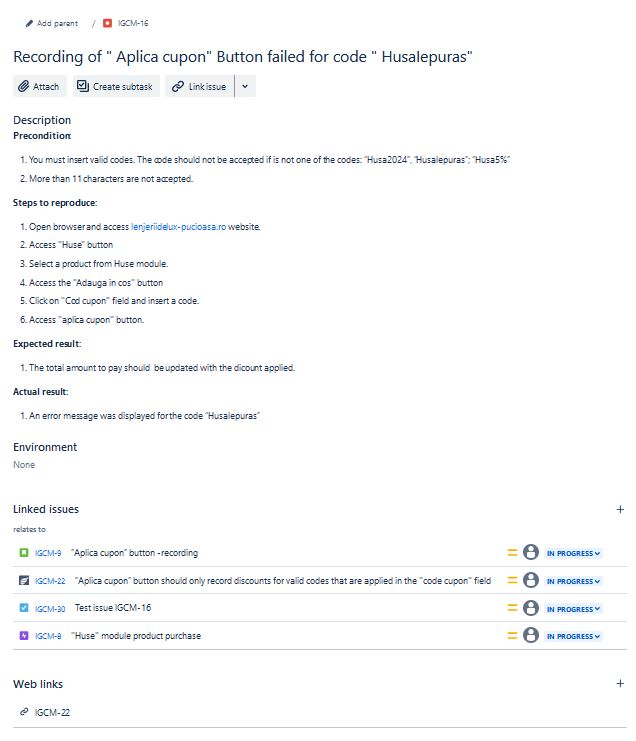 Add parent / IGCM-16
Recording of " Aplica cupon" Button failed for code " Husalepuras"
Attach Create subtask Link issue
Description
Precondition:
1. You must insert valid codes. The code should not be accepted if is not one of the codes: "Husa2024", "Husalepuras"; "Husa5%"
2. More than 11 characters are not accepted.
Steps to reproduce:
1. Open browser and access lenjeriidelux-pucioasa.ro website.
2. Access "Huse" button
3. Select a product from Huse module.
4. Access the "Adauga in cos" button
5. Click on "Cod cupon" field and insert a code.
6. Access "aplica cupon" button.
Expected result:
1. The total amount to pay should be updated with the dicount applied.
Actual result:
1. An error message was displayed for the code "Husalepuras"
Environment
None
Linked issues +
relates to
IGCM-9 "Aplica cupon" button -recording IN PROGRESS
IGCM-22 "Aplica cupon" button should only record discounts for valid codes that are applied in the "code cupon" field IN PROGRESS
IGCM-30 Test issue IGCM-16 IN PROGRESS
IGCM-8 "Huse" module product purchase IN PROGRESS
Web links +
IGCM-22